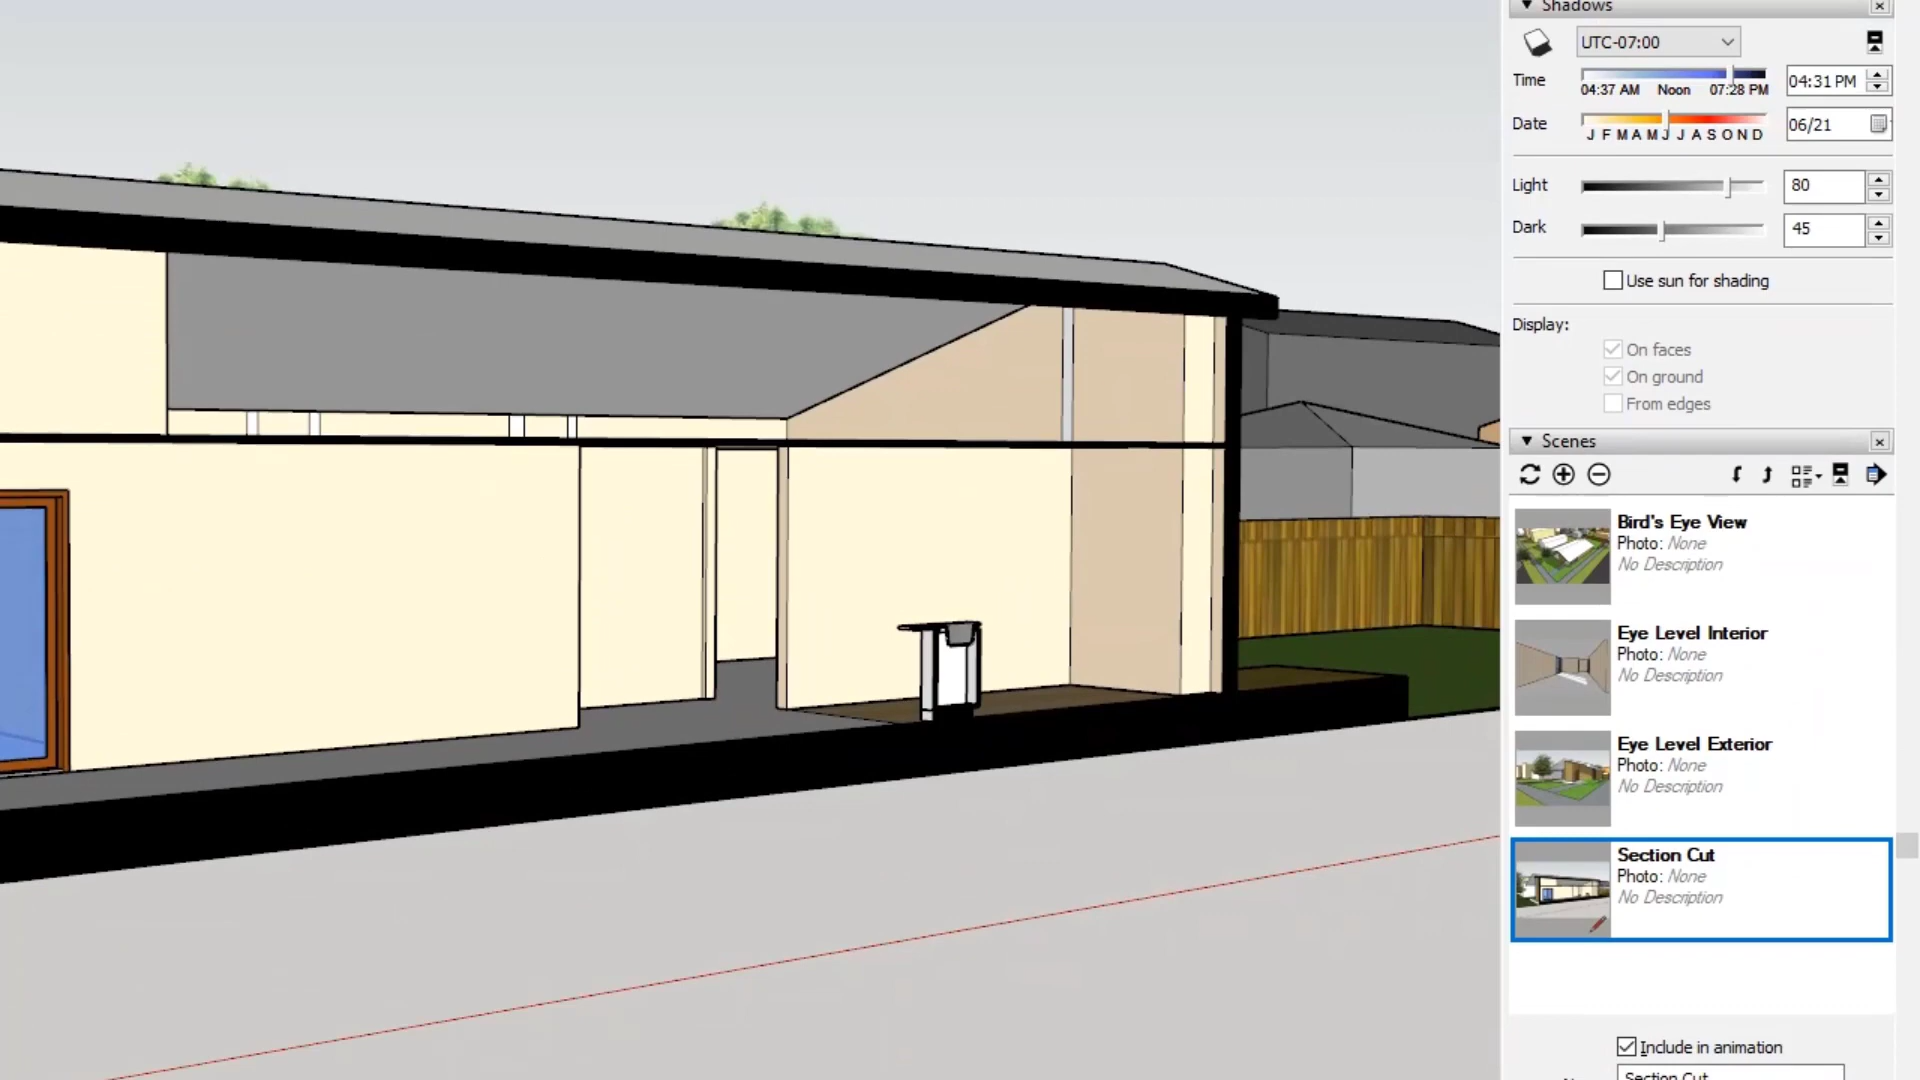 Shadows
UTC-07:00
Time
04:37 AM Noon 07:28 PM
04:31 PM
Date
J F M A M J J A S O N D
06/21
Light
80
Dark
45
Use sun for shading
Display:
On faces
On ground
From edges
Scenes
Bird's Eye View
Photo: None
No Description
Eye Level Interior
Photo: None
No Description
Eye Level Exterior
Photo: None
No Description
Section Cut
Photo: None
No Description
Include in animation
Section Cut